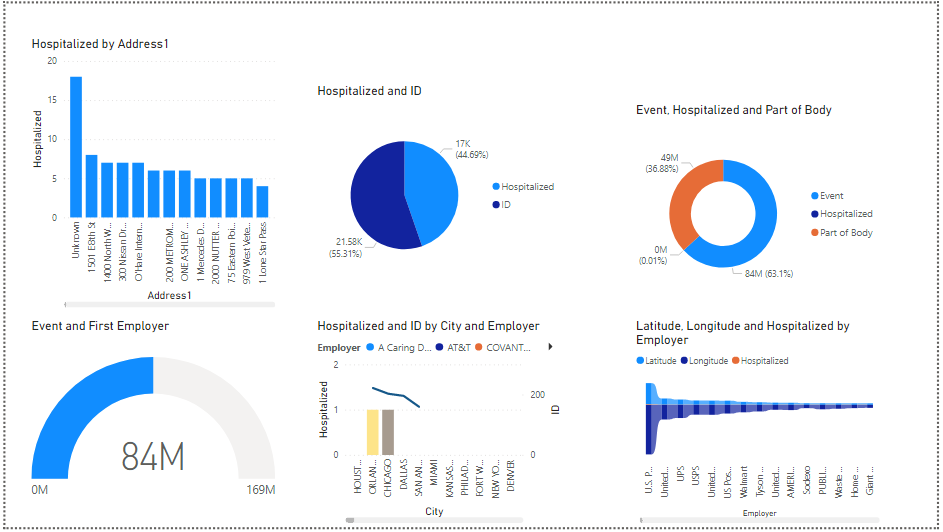 Hospitalized by Address1
20
15
10
5
0
Hospitalized
Unknown
1501 E8th St
1400 North W...
300 Nissan Dr...
O'Hare Intern...
200 METROM...
ONE ASHLEY ...
1 Mercedes D...
2000 NUTTER ...
75 Eastern Poi...
979 West Vete...
1 Lone Star Pass
Address1
Hospitalized and ID
17K
(44.69%)
21.58K
(55.31%)
Hospitalized
ID
Event, Hospitalized and Part of Body
49M
(36.88%)
0M
(0.01%)
84M (63.1%)
Event
Hospitalized
Part of Body
Event and First Employer
84M
0M
169M
Hospitalized and ID by City and Employer
Employer A Caring D... AT&T COVANT...
2
1
0
Hospitalized
200
0
ID
HOUST...
ORLAN...
CHICAGO
DALLAS
SAN AN...
MIAMI
KANSAS...
PHILAD...
FORT W...
NEW YO...
DENVER
City
Latitude, Longitude and Hospitalized by
Employer
Latitude Longitude Hospitalized
U.S. P...
United...
UPS
USPS
United...
US Pos...
Walmart
Tyson ...
United...
AMERI...
Sodexo
PUBLI...
Waste...
Home ...
Giant ...
Employer